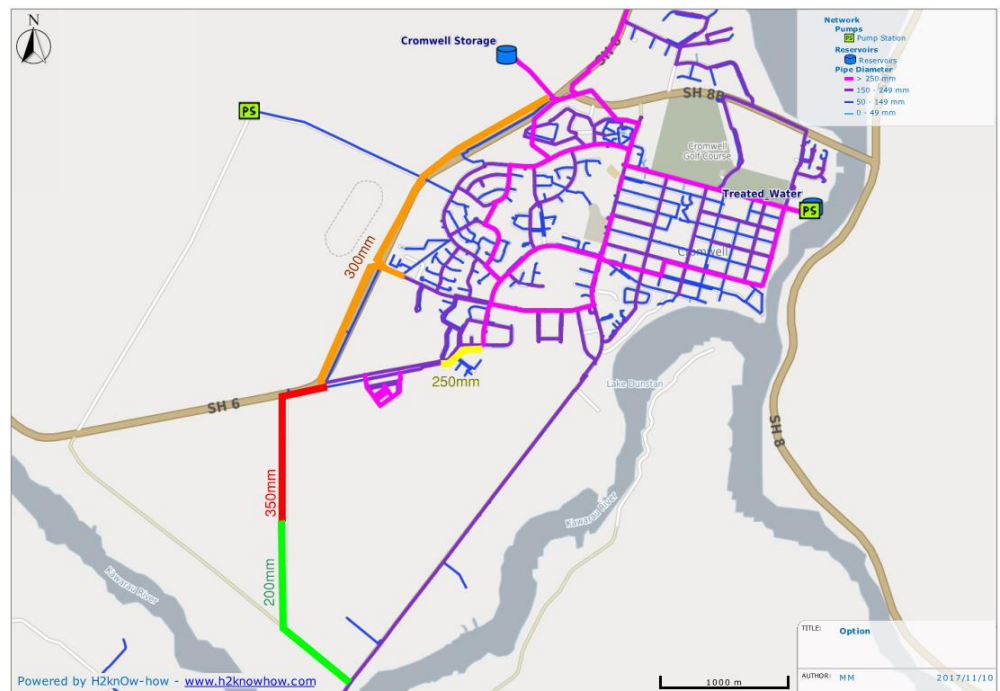 N
Cromwell Storage
SH 6
SH 8B
Network
Pumps
PS Pump Station
Reservoirs
Reservoirs
Pipe Diameter
> 250 mm
150 - 249 mm
50 - 149 mm
0 - 49 mm
PS
Cromwell
Golf Course
Treated_Water
PS
300mm
Cromwell
250mm
Lake Dunstan
SH 6
SH 8
350mm
Kawarau River
200mm
Kawarau River
TITLE: Option
AUTHOR: MM 2017/11/10
1000 m
Powered by H2knOw-how - www.h2knowhow.com